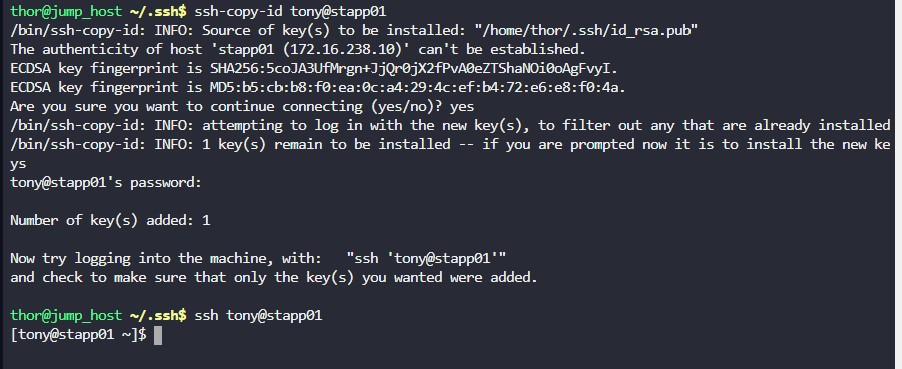 thor@jump_host ~/.ssh$ ssh-copy-id tony@stapp01
/bin/ssh-copy-id: INFO: Source of key(s) to be installed: "/home/thor/.ssh/id_rsa.pub"
The authenticity of host 'stapp01 (172.16.238.10)' can't be established.
ECDSA key fingerprint is SHA256:5coJA3UfMrgn+JjQr0jX2fPvA0eZTShaNOi0oAgFvyI.
ECDSA key fingerprint is MD5:b5:cb:b8:f0:ea:0c:a4:29:4c:ef:b4:72:e6:e8:f0:4a.
Are you sure you want to continue connecting (yes/no)? yes
/bin/ssh-copy-id: INFO: attempting to log in with the new key(s), to filter out any that are already installed
/bin/ssh-copy-id: INFO: 1 key(s) remain to be installed -- if you are prompted now it is to install the new ke
ys
tony@stapp01's password:
Number of key(s) added: 1
Now try logging into the machine, with:   "ssh 'tony@stapp01'"
and check to make sure that only the key(s) you wanted were added.
thor@jump_host ~/.ssh$ ssh tony@stapp01
[tony@stapp01 ~]$